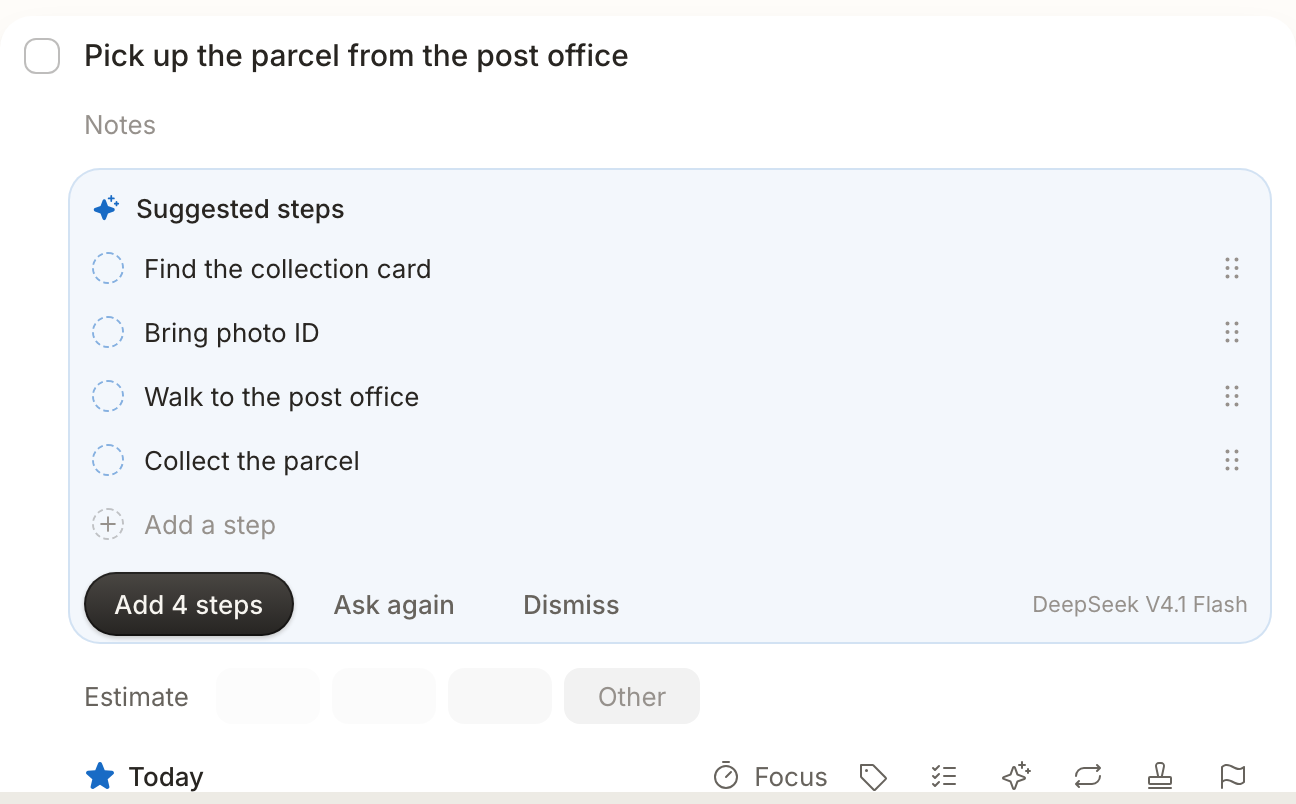 Pick up the parcel from the post office
Notes
Suggested steps
Find the collection card
Bring photo ID
Walk to the post office
Collect the parcel
Add a step
Add 4 steps Ask again Dismiss DeepSeek V4.1 Flash
Estimate Other
Today Focus